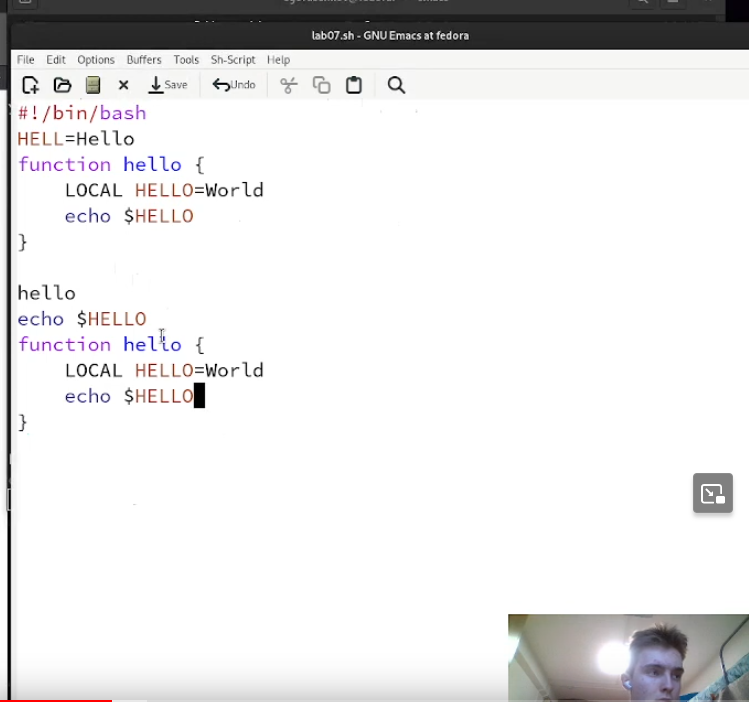 lab07.sh - GNU Emacs at fedora
File Edit Options Buffers Tools Sh-Script Help
Save Undo
#!/bin/bash
HELL=Hello
function hello {
    LOCAL HELLO=World
    echo $HELLO
}
hello
echo $HELLO
function hello {
    LOCAL HELLO=World
    echo $HELLO
}